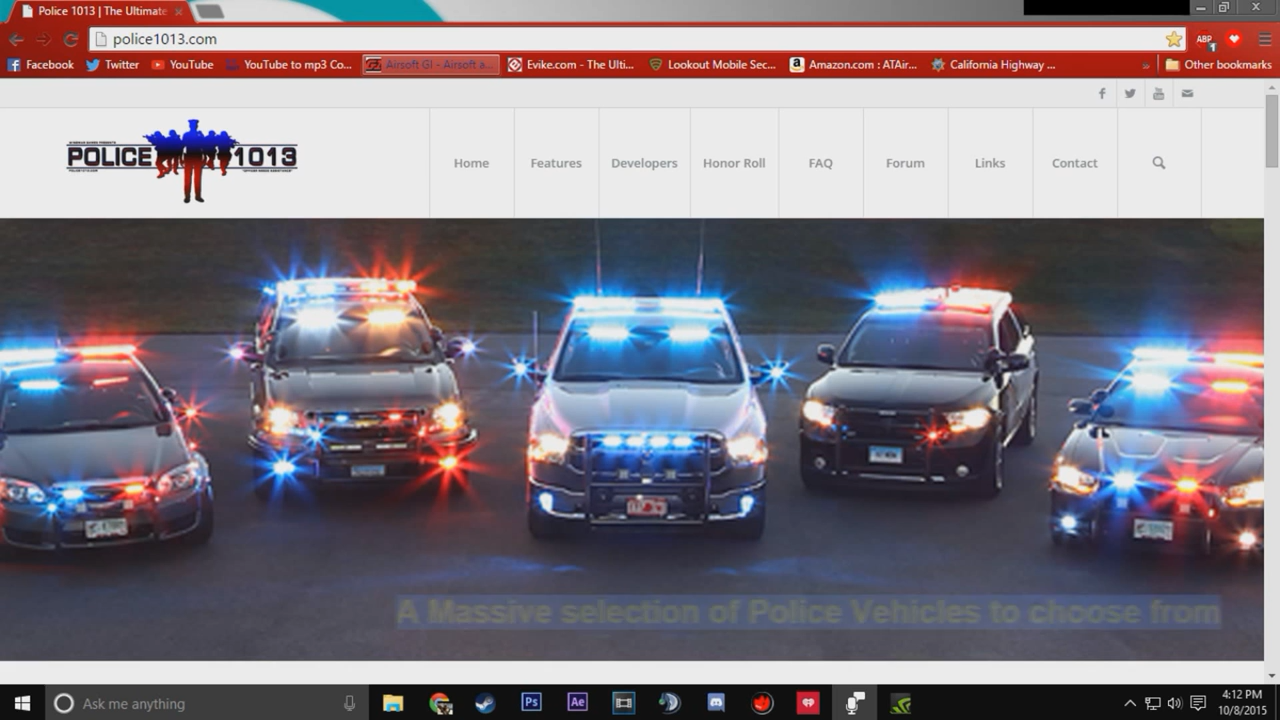 Police 1013 | The Ultimate
police1013.com
ABP
Facebook Twitter YouTube YouTube to mp3 Co... Airsoft GI - Airsoft a... Evike.com - The Ulti... Lookout Mobile Sec... Amazon.com : ATAir... California Highway ... » Other bookmarks
POLICE 1013
Home Features Developers Honor Roll FAQ Forum Links Contact
A Massive selection of Police Vehicles to choose from
Ask me anything
Ps Ae
4:12 PM
10/8/2015